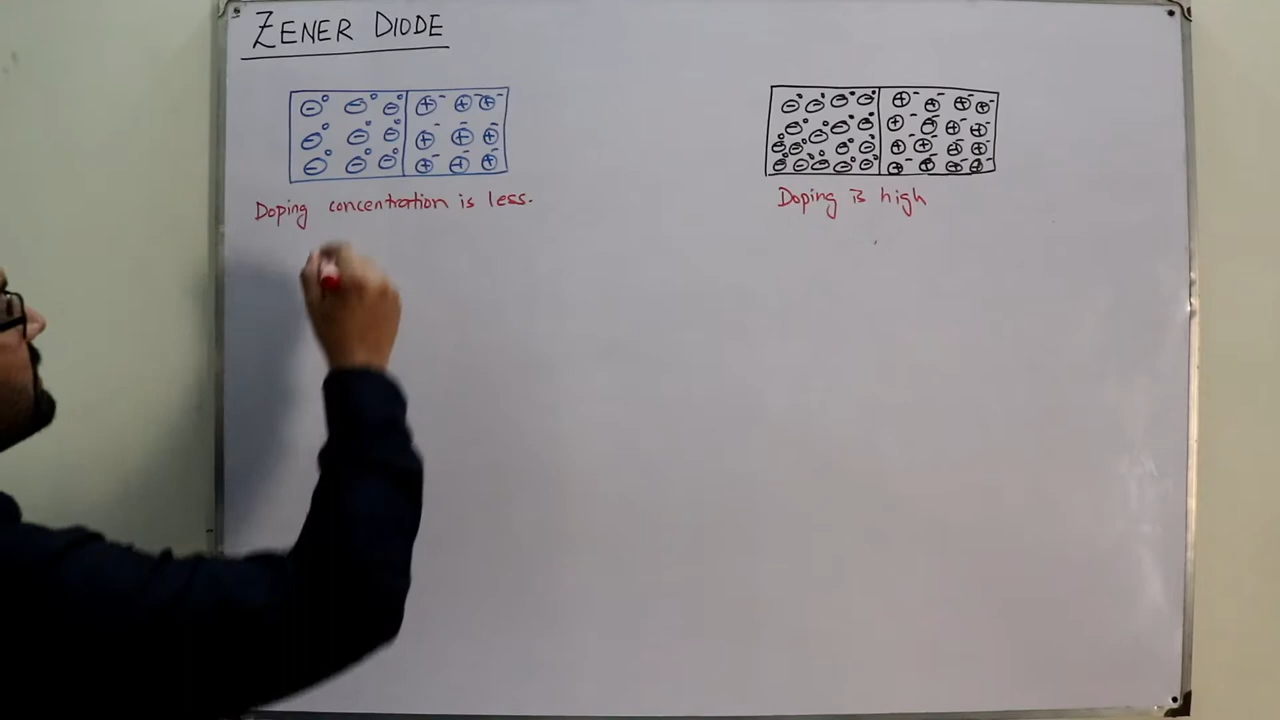 ZENER DIODE
Doping concentration is less.
Doping is high